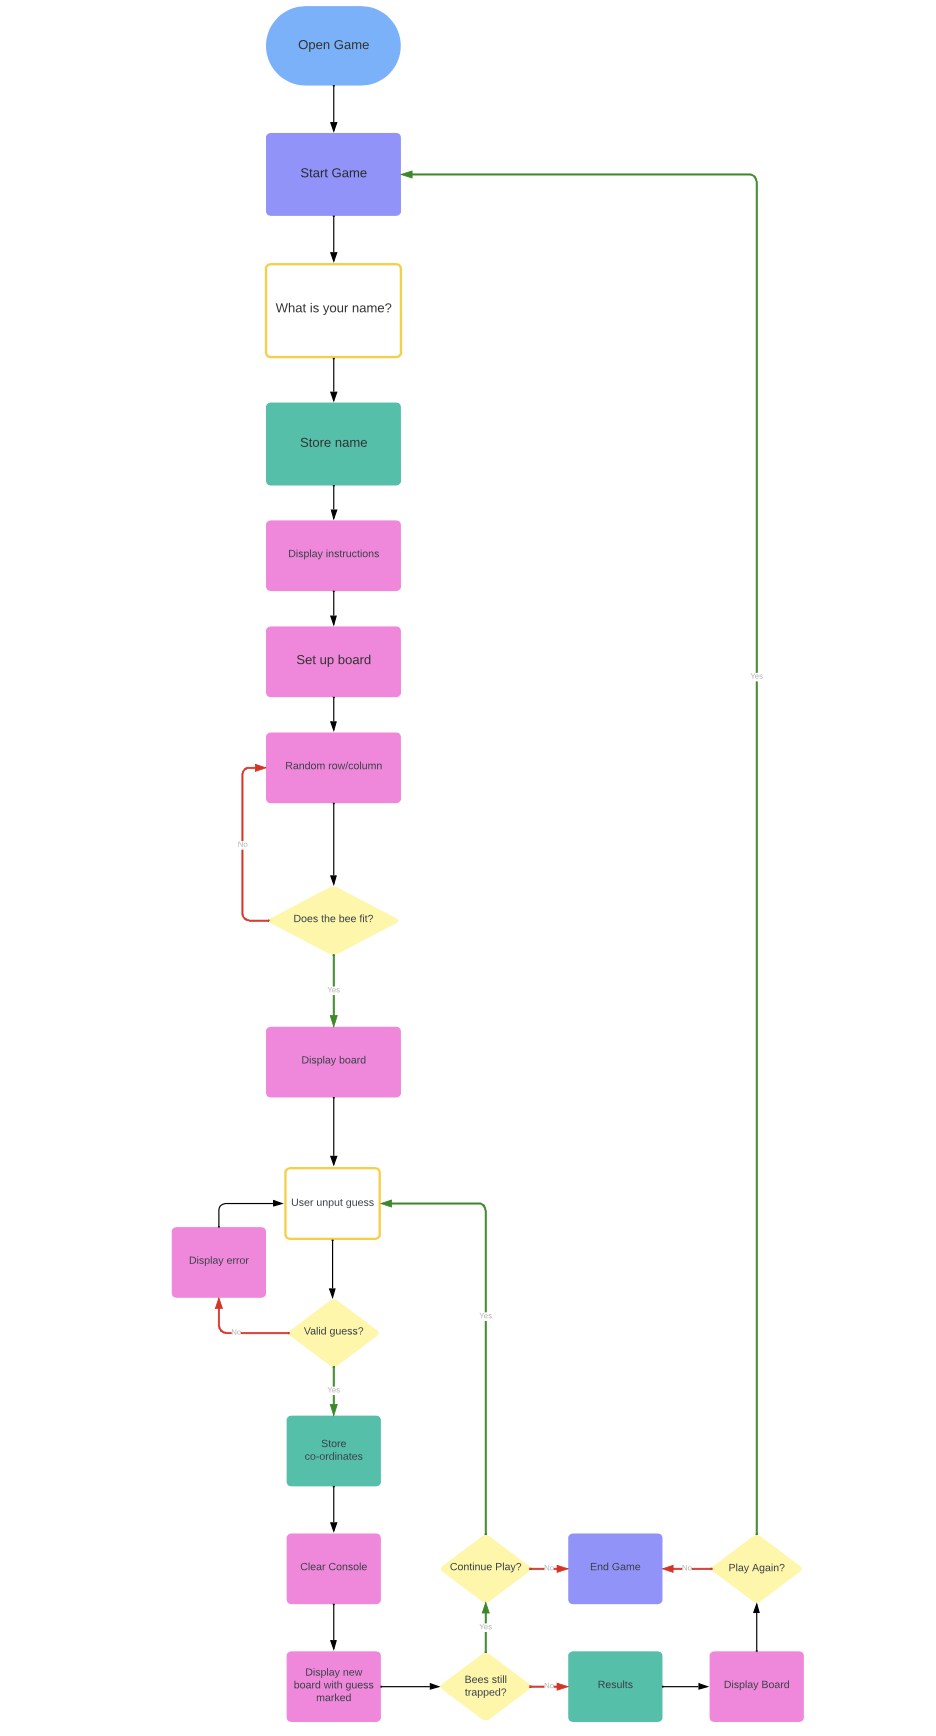 Open Game
Start Game
What is your name?
Store name
Display instructions
Set up board
Yes
Random row/column
No
Does the bee fit?
Yes
Display board
User unput guess
Display error
Yes
Valid guess?
No
Yes
Store
co-ordinates
Clear Console
Continue Play?
No
End Game
No
Play Again?
Yes
Display new
board with guess
marked
Bees still
trapped?
No
Results
Display Board